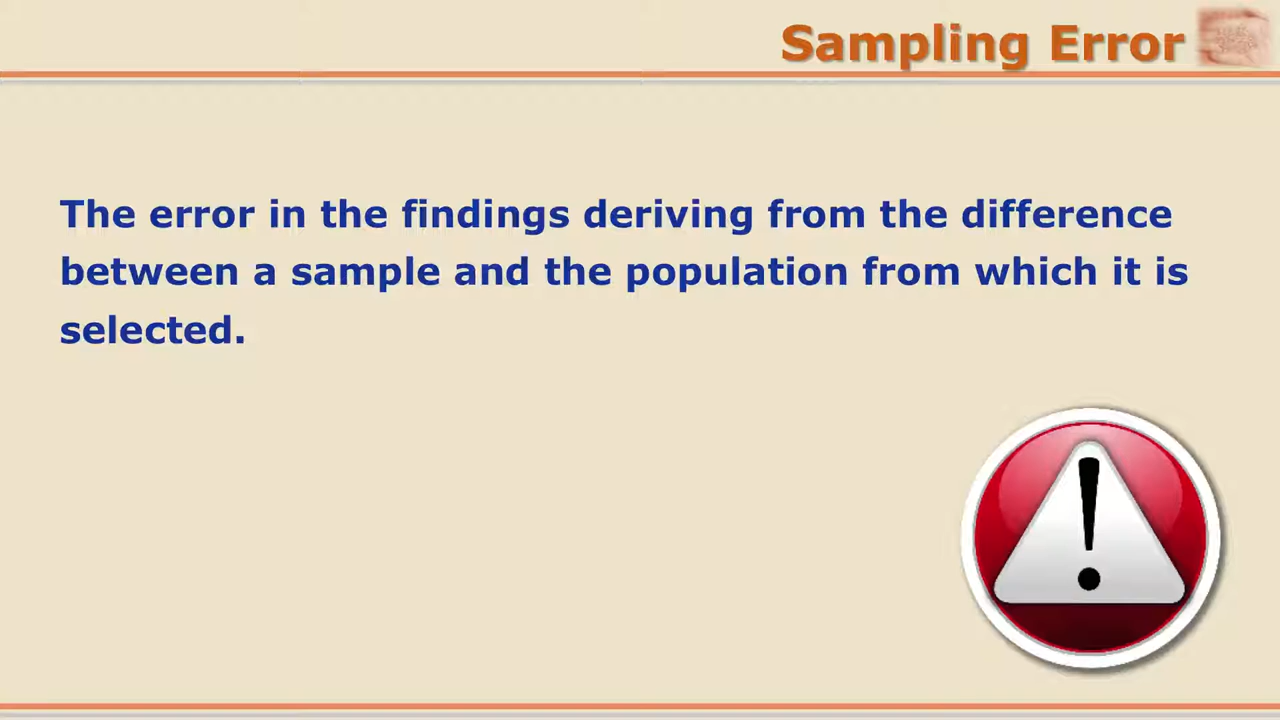 Sampling Error
The error in the findings deriving from the difference
between a sample and the population from which it is
selected.